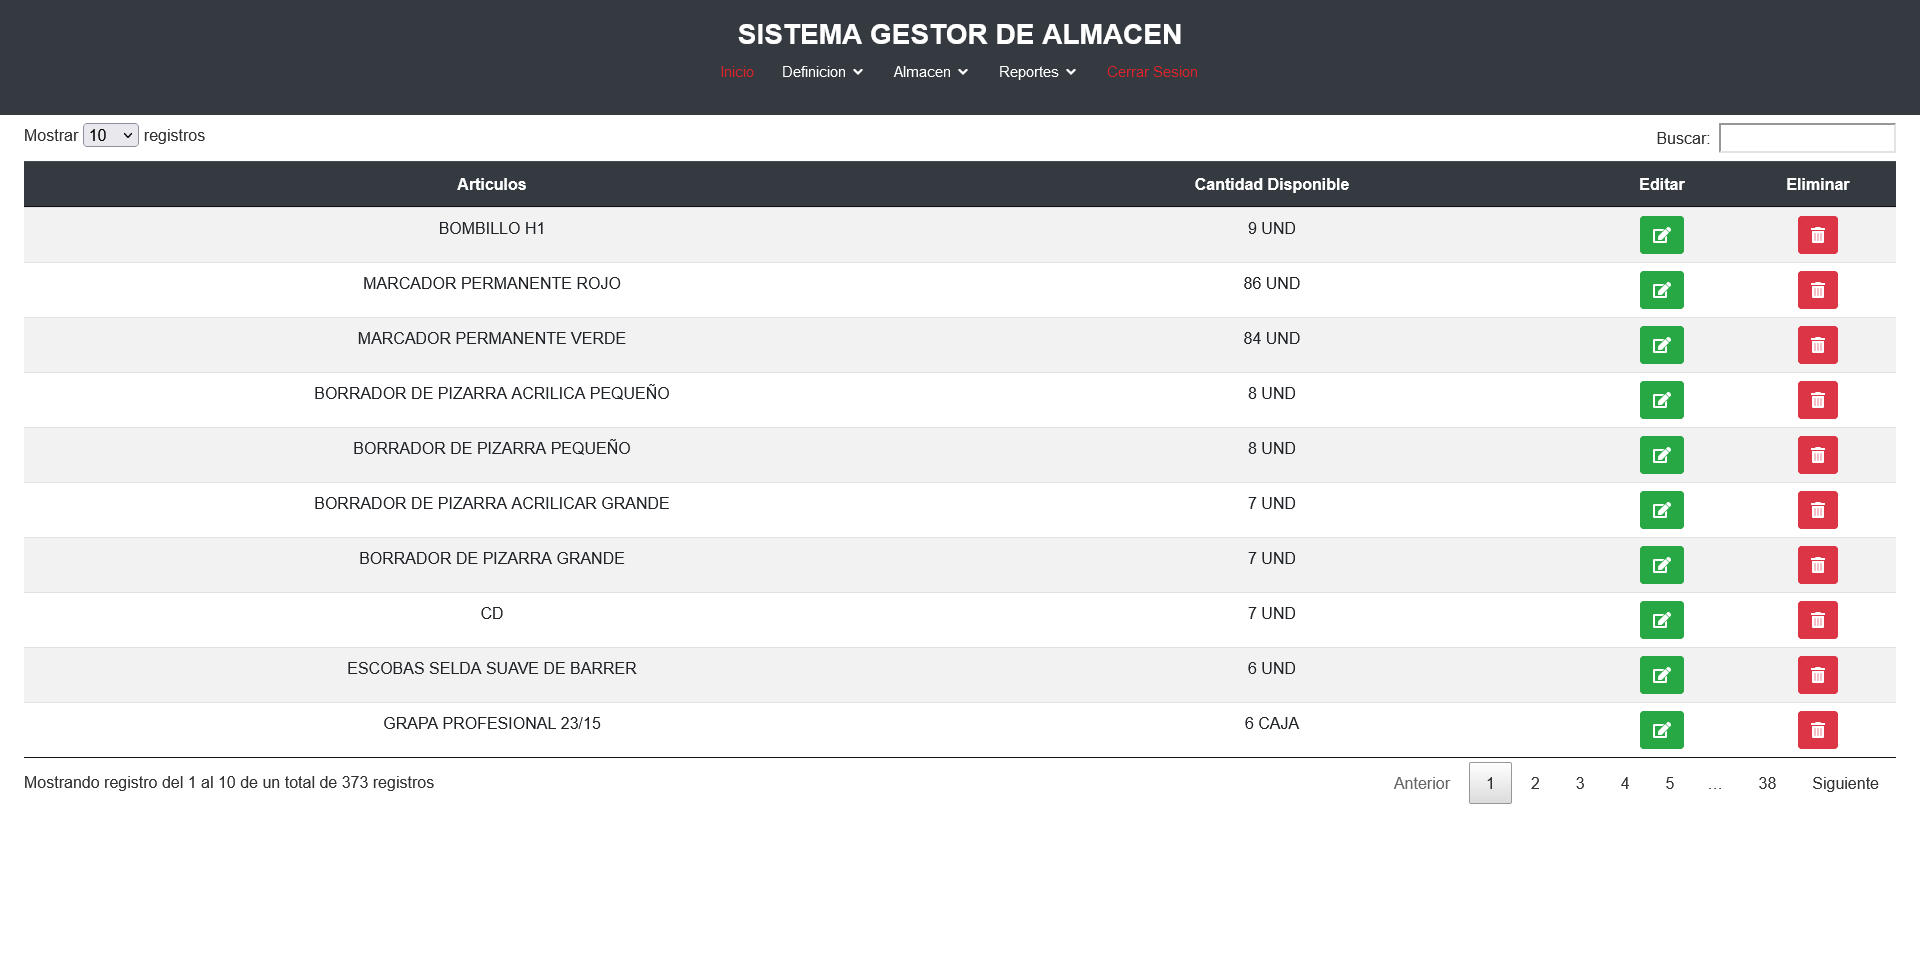 SISTEMA GESTOR DE ALMACEN
Inicio Definicion Almacen Reportes Cerrar Sesion
Mostrar 10 registros Buscar:
Articulos Cantidad Disponible Editar Eliminar
BOMBILLO H1 9 UND
MARCADOR PERMANENTE ROJO 86 UND
MARCADOR PERMANENTE VERDE 84 UND
BORRADOR DE PIZARRA ACRILICA PEQUEÑO 8 UND
BORRADOR DE PIZARRA PEQUEÑO 8 UND
BORRADOR DE PIZARRA ACRILICAR GRANDE 7 UND
BORRADOR DE PIZARRA GRANDE 7 UND
CD 7 UND
ESCOBAS SELDA SUAVE DE BARRER 6 UND
GRAPA PROFESIONAL 23/15 6 CAJA
Mostrando registro del 1 al 10 de un total de 373 registros Anterior 1 2 3 4 5 … 38 Siguiente